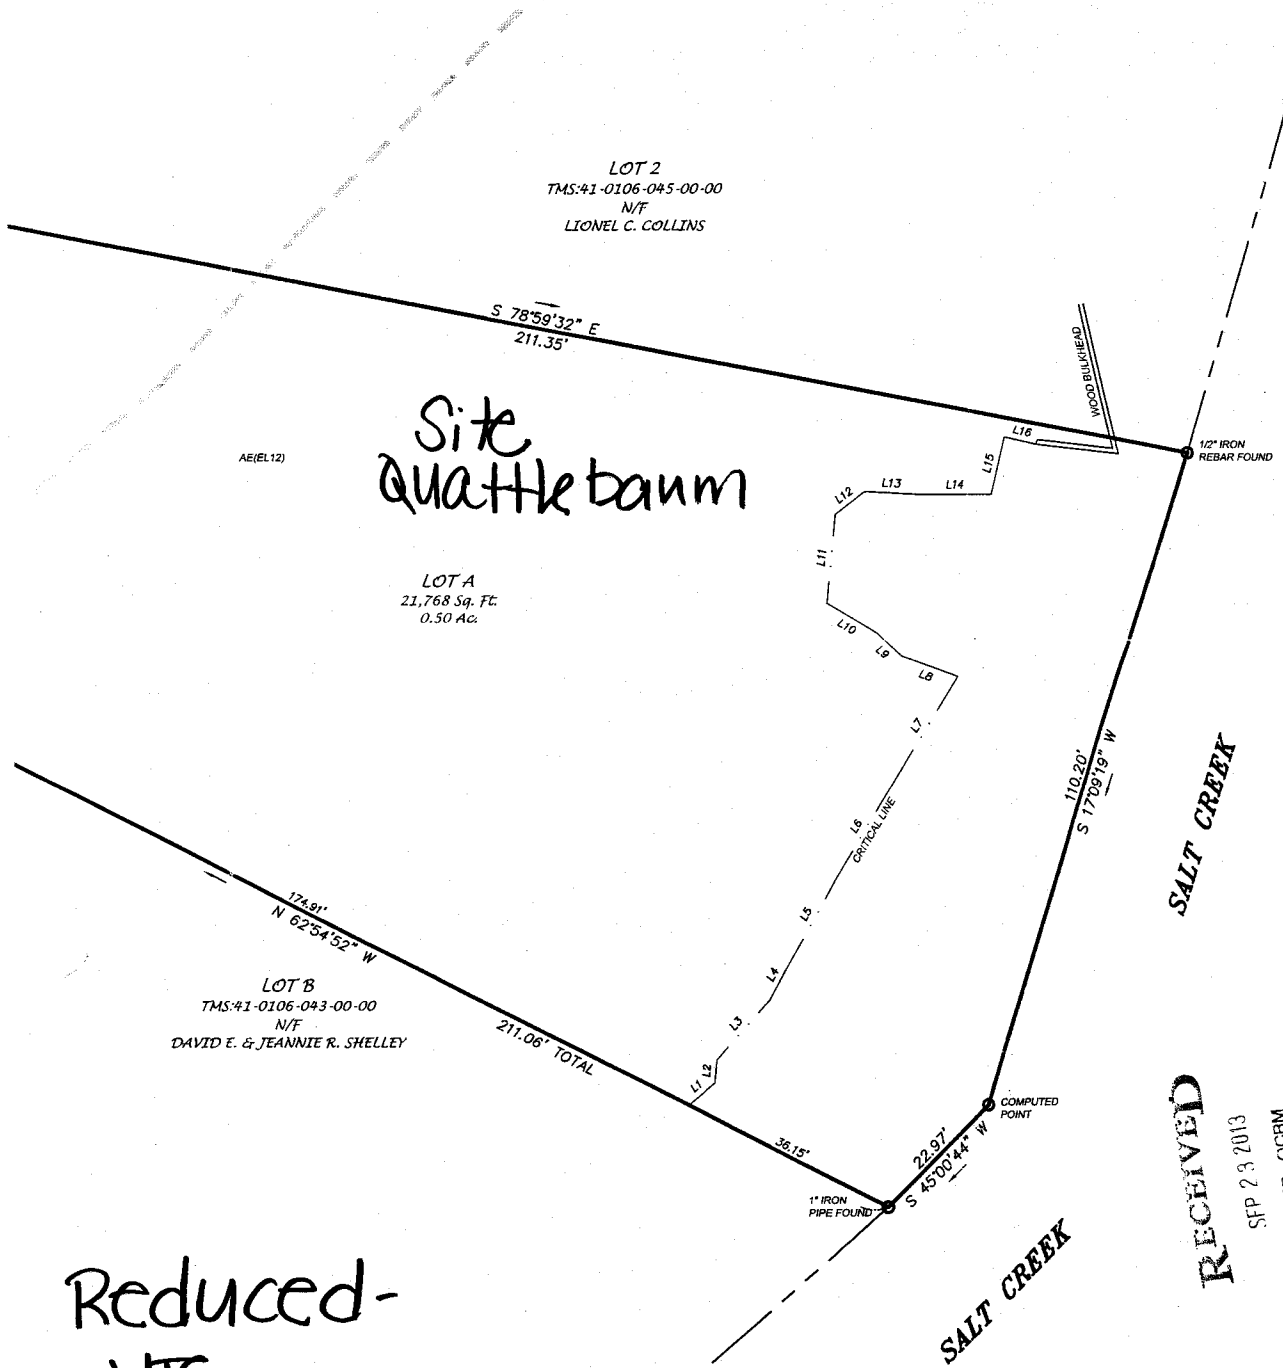 LOT 2
TMS:41-0106-045-00-00
N/F
LIONEL C. COLLINS
S 78°59'32" E
211.35'
WOOD BULKHEAD
1/2" IRON
REBAR FOUND
Site
Quattlebaum
AE(EL12)
L16
L15
L14
L13
L12
L11
L10
L9
L8
L7
LOT A
21,768 Sq. Ft.
0.50 Ac.
L6
CRITICAL LINE
L5
L4
L3
L2
L1
110.20'
S 17°09'19" W
SALT CREEK
174.91'
N 62°54'52" W
211.06' TOTAL
36.15'
LOT B
TMS:41-0106-043-00-00
N/F
DAVID E. & JEANNIE R. SHELLEY
COMPUTED
POINT
22.97'
S 45°00'44" W
1" IRON
PIPE FOUND
SALT CREEK
RECEIVED
SEP 23 2013
OCRM
Reduced-